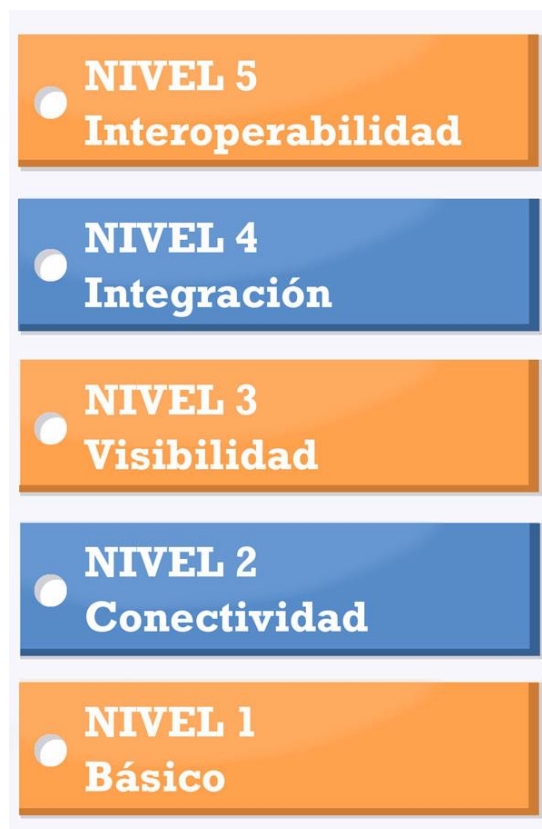 NIVEL 5
Interoperabilidad
NIVEL 4
Integración
NIVEL 3
Visibilidad
NIVEL 2
Conectividad
NIVEL 1
Básico